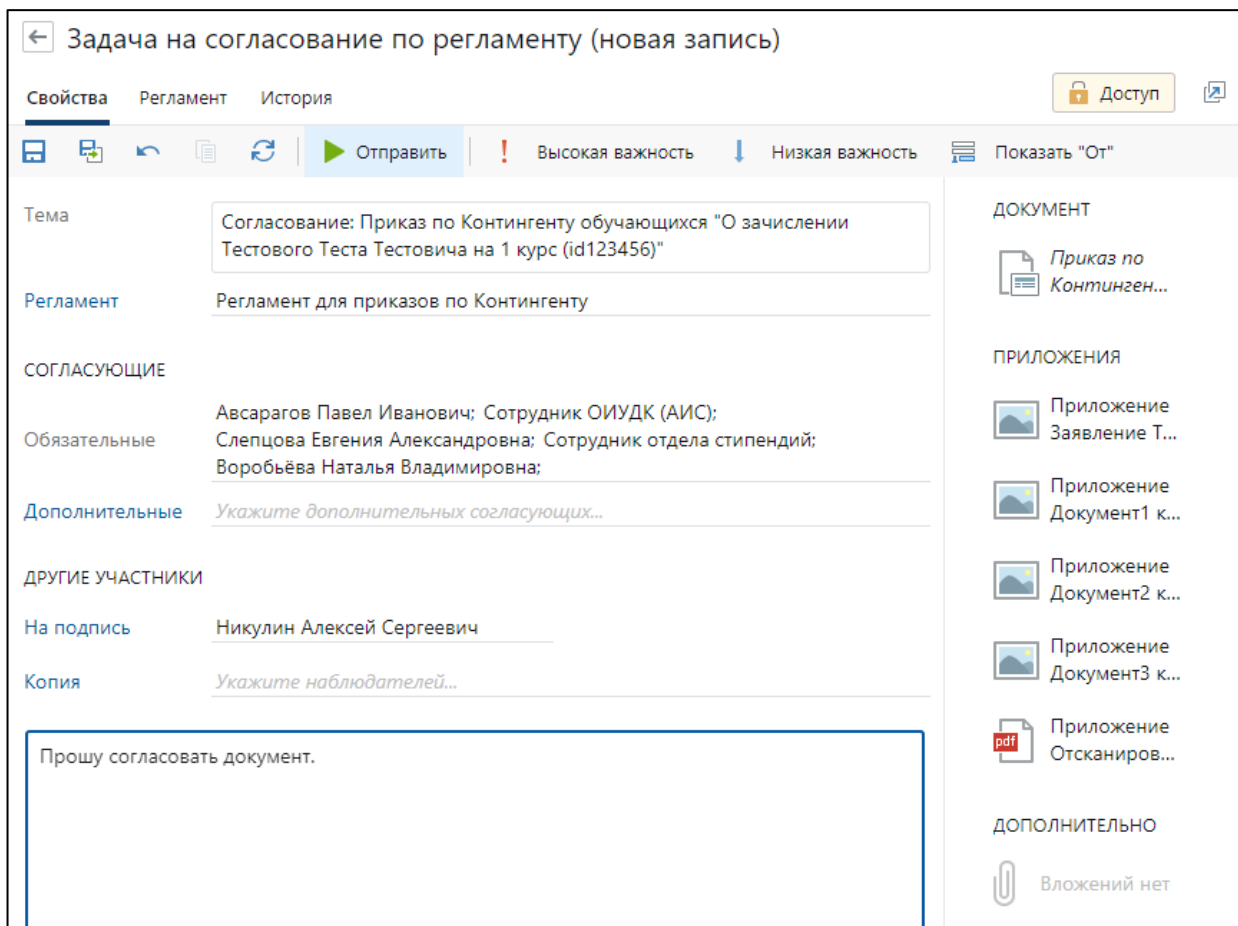 Задача на согласование по регламенту (новая запись)
Свойства Регламент История Доступ
Отправить Высокая важность Низкая важность Показать "От"
Тема
Согласование: Приказ по Контингенту обучающихся "О зачислении
Тестового Теста Тестовича на 1 курс (id123456)"
Регламент Регламент для приказов по Контингенту
СОГЛАСУЮЩИЕ
Обязательные
Авсарагов Павел Иванович; Сотрудник ОИУДК (АИС);
Слепцова Евгения Александровна; Сотрудник отдела стипендий;
Воробьёва Наталья Владимировна;
Дополнительные Укажите дополнительных согласующих...
ДРУГИЕ УЧАСТНИКИ
На подпись Никулин Алексей Сергеевич
Копия Укажите наблюдателей...
Прошу согласовать документ.
ДОКУМЕНТ
Приказ по
Континген...
ПРИЛОЖЕНИЯ
Приложение
Заявление Т...
Приложение
Документ1 к...
Приложение
Документ2 к...
Приложение
Документ3 к...
pdf
Приложение
Отсканиров...
ДОПОЛНИТЕЛЬНО
Вложений нет